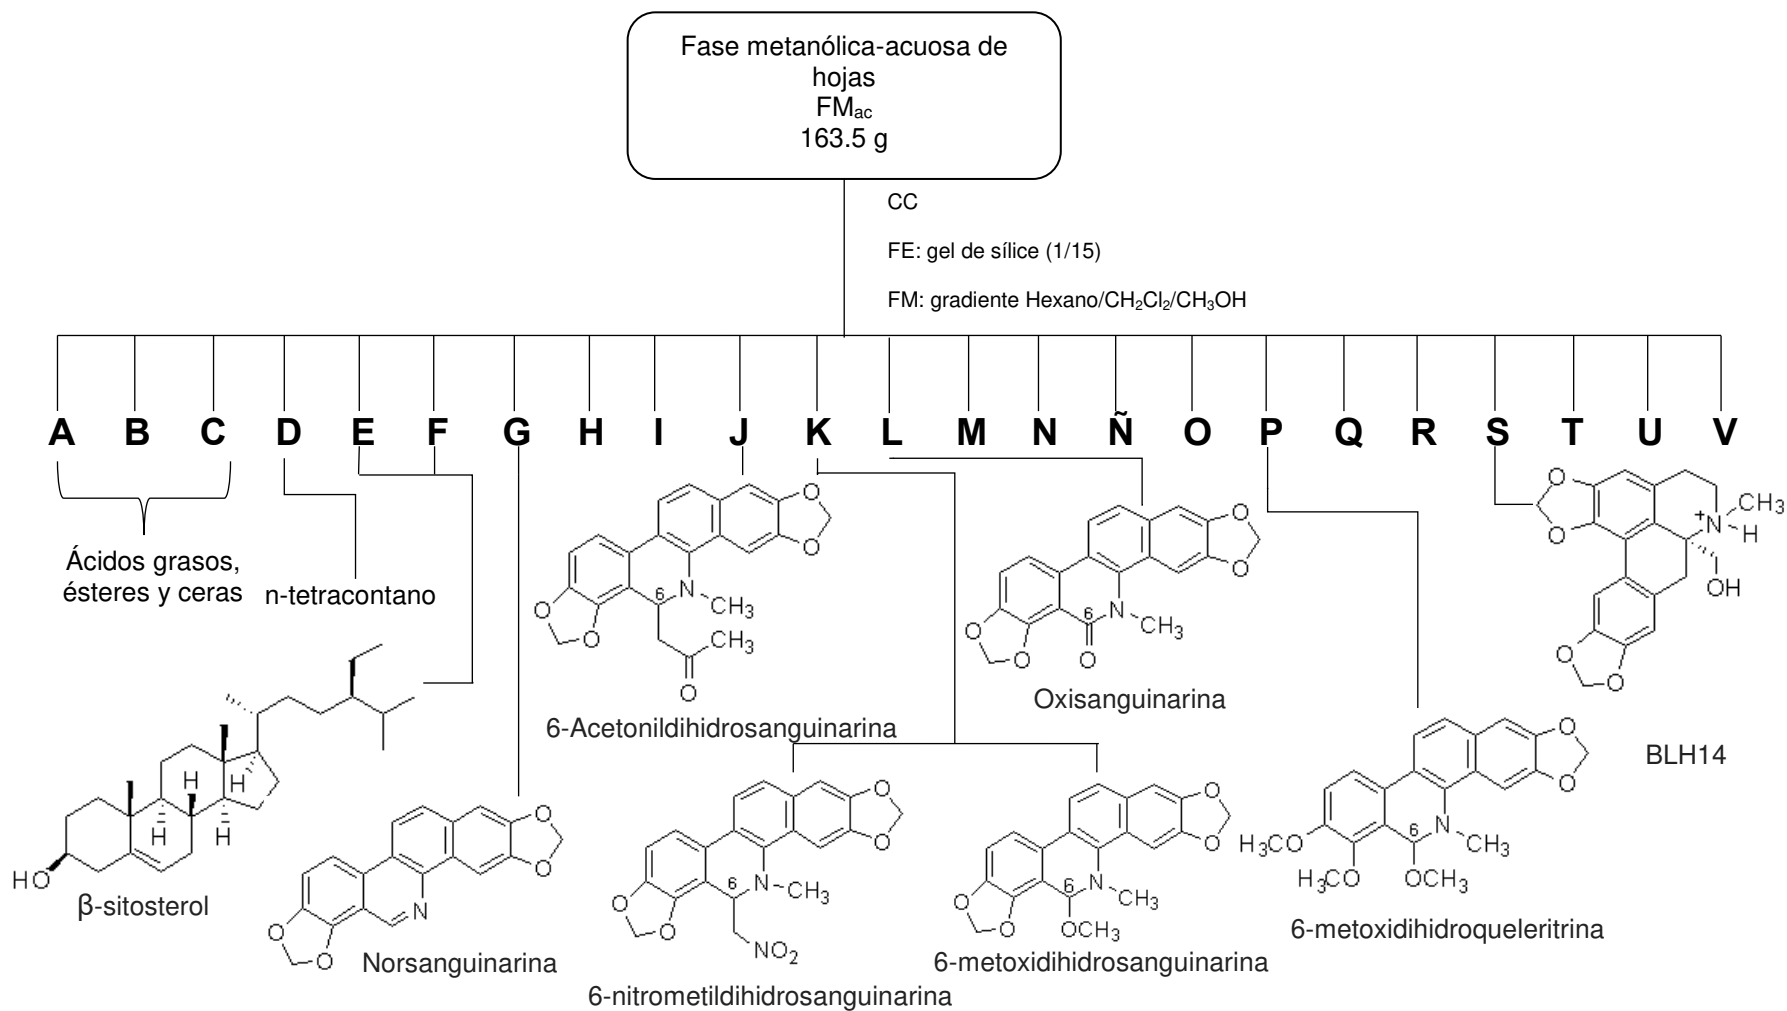 Fase metanólica-acuosa de
hojas
FMac
163.5 g
CC
FE: gel de sílice (1/15)
FM: gradiente Hexano/CH2Cl2/CH3OH
A B C D E F G H I J K L M N Ñ O P Q R S T U V
Ácidos grasos,
ésteres y ceras
n-tetracontano
HO
H
H
H
H
β-sitosterol
O
O
N
O
O
Norsanguinarina
O
O
6
N
CH3
O
O
CH3
O
6-Acetonildihidrosanguinarina
O
O
6
N
CH3
O
O
NO2
6-nitrometildihidrosanguinarina
O
O
6
N
CH3
O
O
OCH3
6-metoxidihidrosanguinarina
O
O
6
N
CH3
O
O
O
Oxisanguinarina
O
O
6
N
CH3
H3CO
H3CO
OCH3
6-metoxidihidroqueleritrina
O
O
+
N
CH3
H
OH
O
O
BLH14